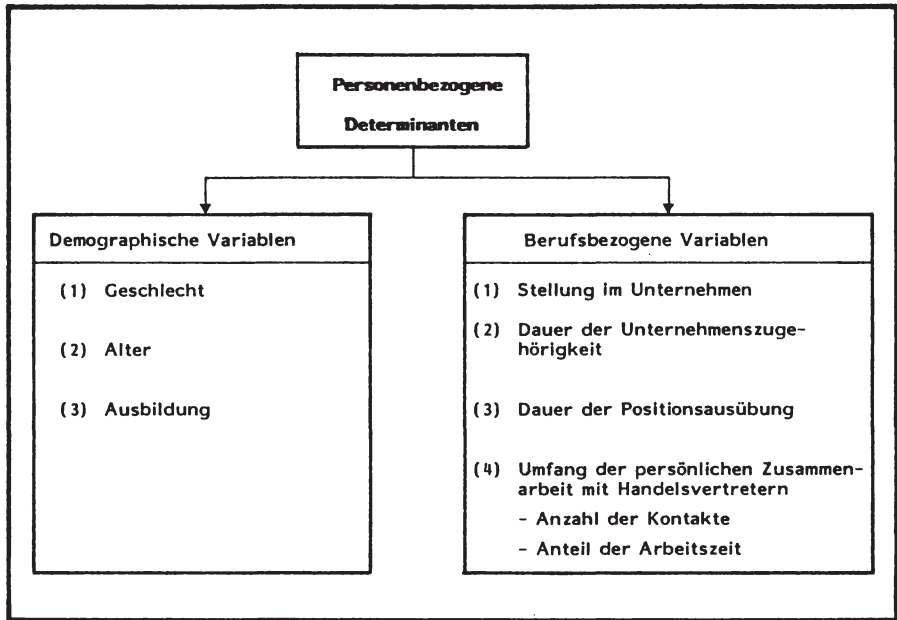 Personenbezogene
Determinanten
Demographische Variablen
(1) Geschlecht
(2) Alter
(3) Ausbildung
Berufsbezogene Variablen
(1) Stellung im Unternehmen
(2) Dauer der Unternehmenszuge-
hörigkeit
(3) Dauer der Positionsausübung
(4) Umfang der persönlichen Zusammen-
arbeit mit Handelsvertretern
- Anzahl der Kontakte
- Anteil der Arbeitszeit